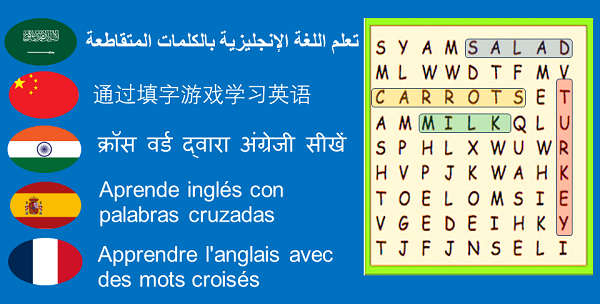 تعلم اللغة الإنجليزية بالكلمات المتقاطعة
通过填字游戏学习英语
क्रॉस वर्ड द्वारा अंग्रेजी सीखें
Aprende inglés con
palabras cruzadas
Apprendre l'anglais avec
des mots croisés
S Y A M S A L A D
M L W W D T F M V
C A R R O T S E T
A M M I L K Q L U
S P H L X W U W R
H V P J K W A H K
T O E L O M S I E
V G E D E I H K Y
T J F J N S E L I